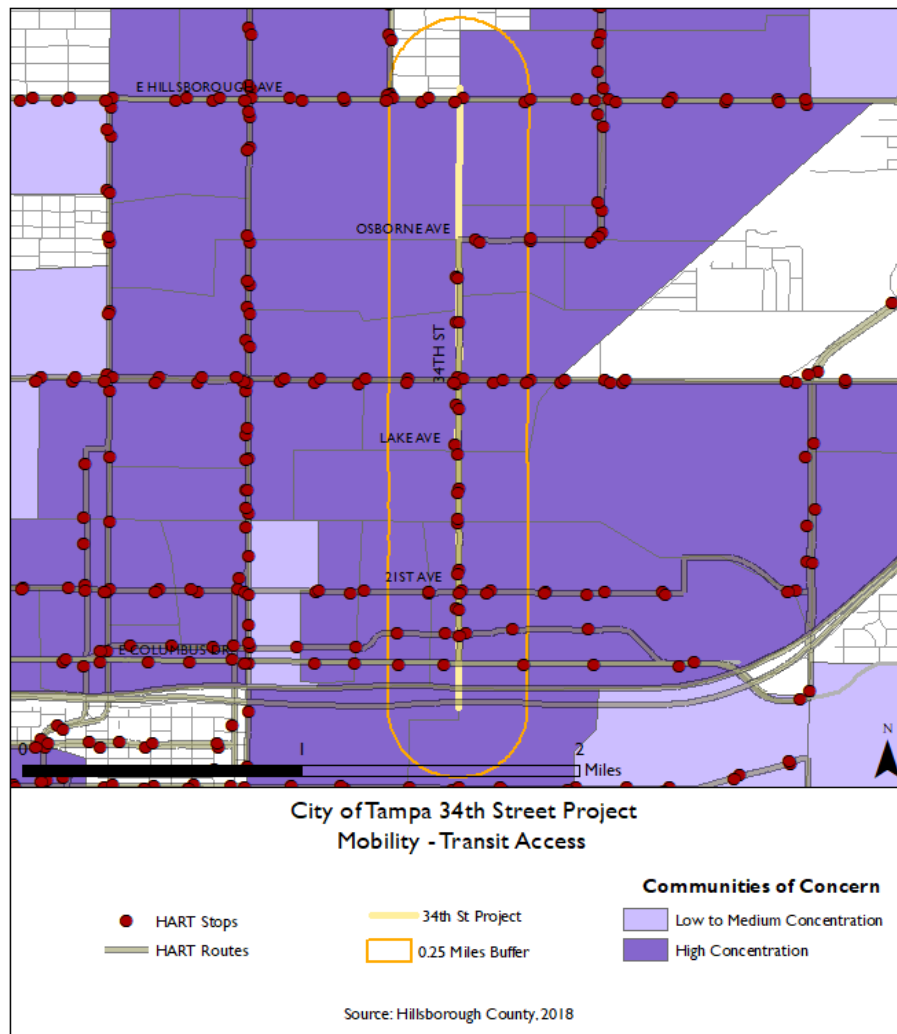 E HILLSBOROUGH AVE
OSBORNE AVE
34TH ST
LAKE AVE
21ST AVE
E COLUMBUS DR
N
0 1 2
Miles
City of Tampa 34th Street Project
Mobility - Transit Access
Communities of Concern
HART Stops
34th St Project
Low to Medium Concentration
HART Routes
0.25 Miles Buffer
High Concentration
Source: Hillsborough County, 2018